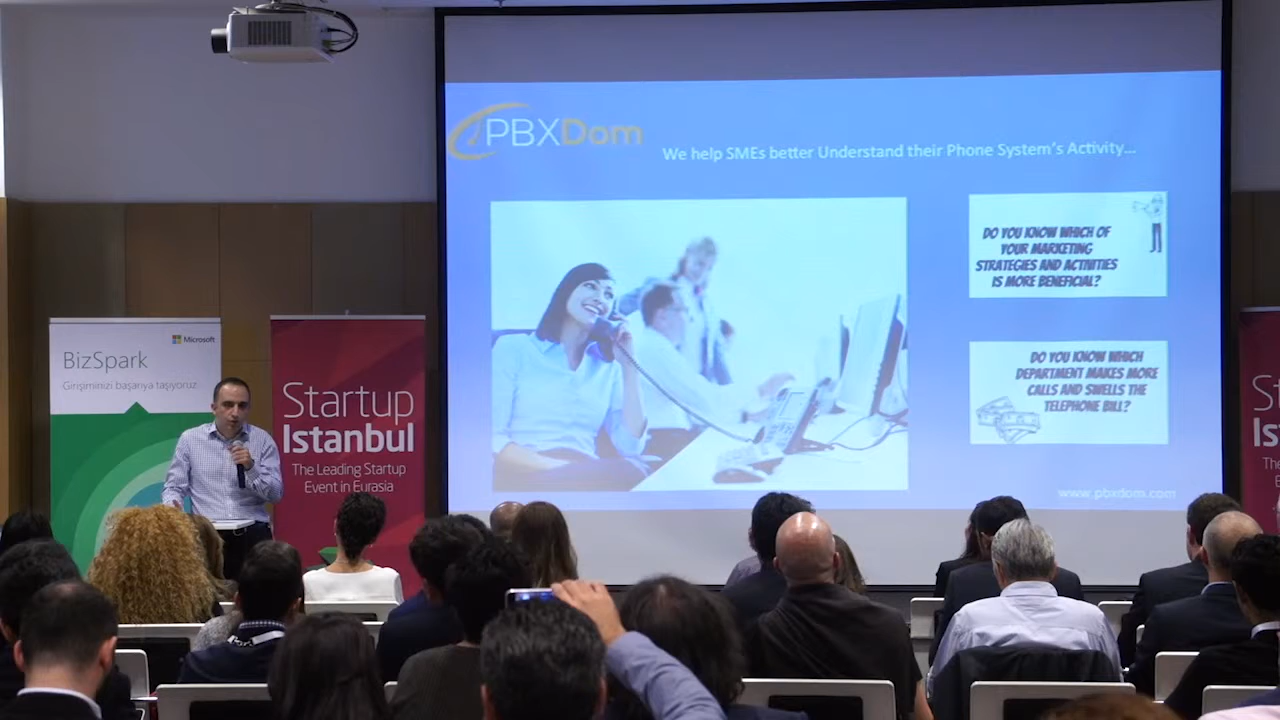 PBXDom
We help SMEs better Understand their Phone System's Activity...
DO YOU KNOW WHICH OF
YOUR MARKETING
STRATEGIES AND ACTIVITIES
IS MORE BENEFICIAL?
DO YOU KNOW WHICH
DEPARTMENT MAKES MORE
CALLS AND SWELLS THE
TELEPHONE BILL?
www.pbxdom.com
Microsoft
BizSpark
Girişiminizi başarıya taşıyoruz
Startup
Istanbul
The Leading Startup
Event in Eurasia
St
Is